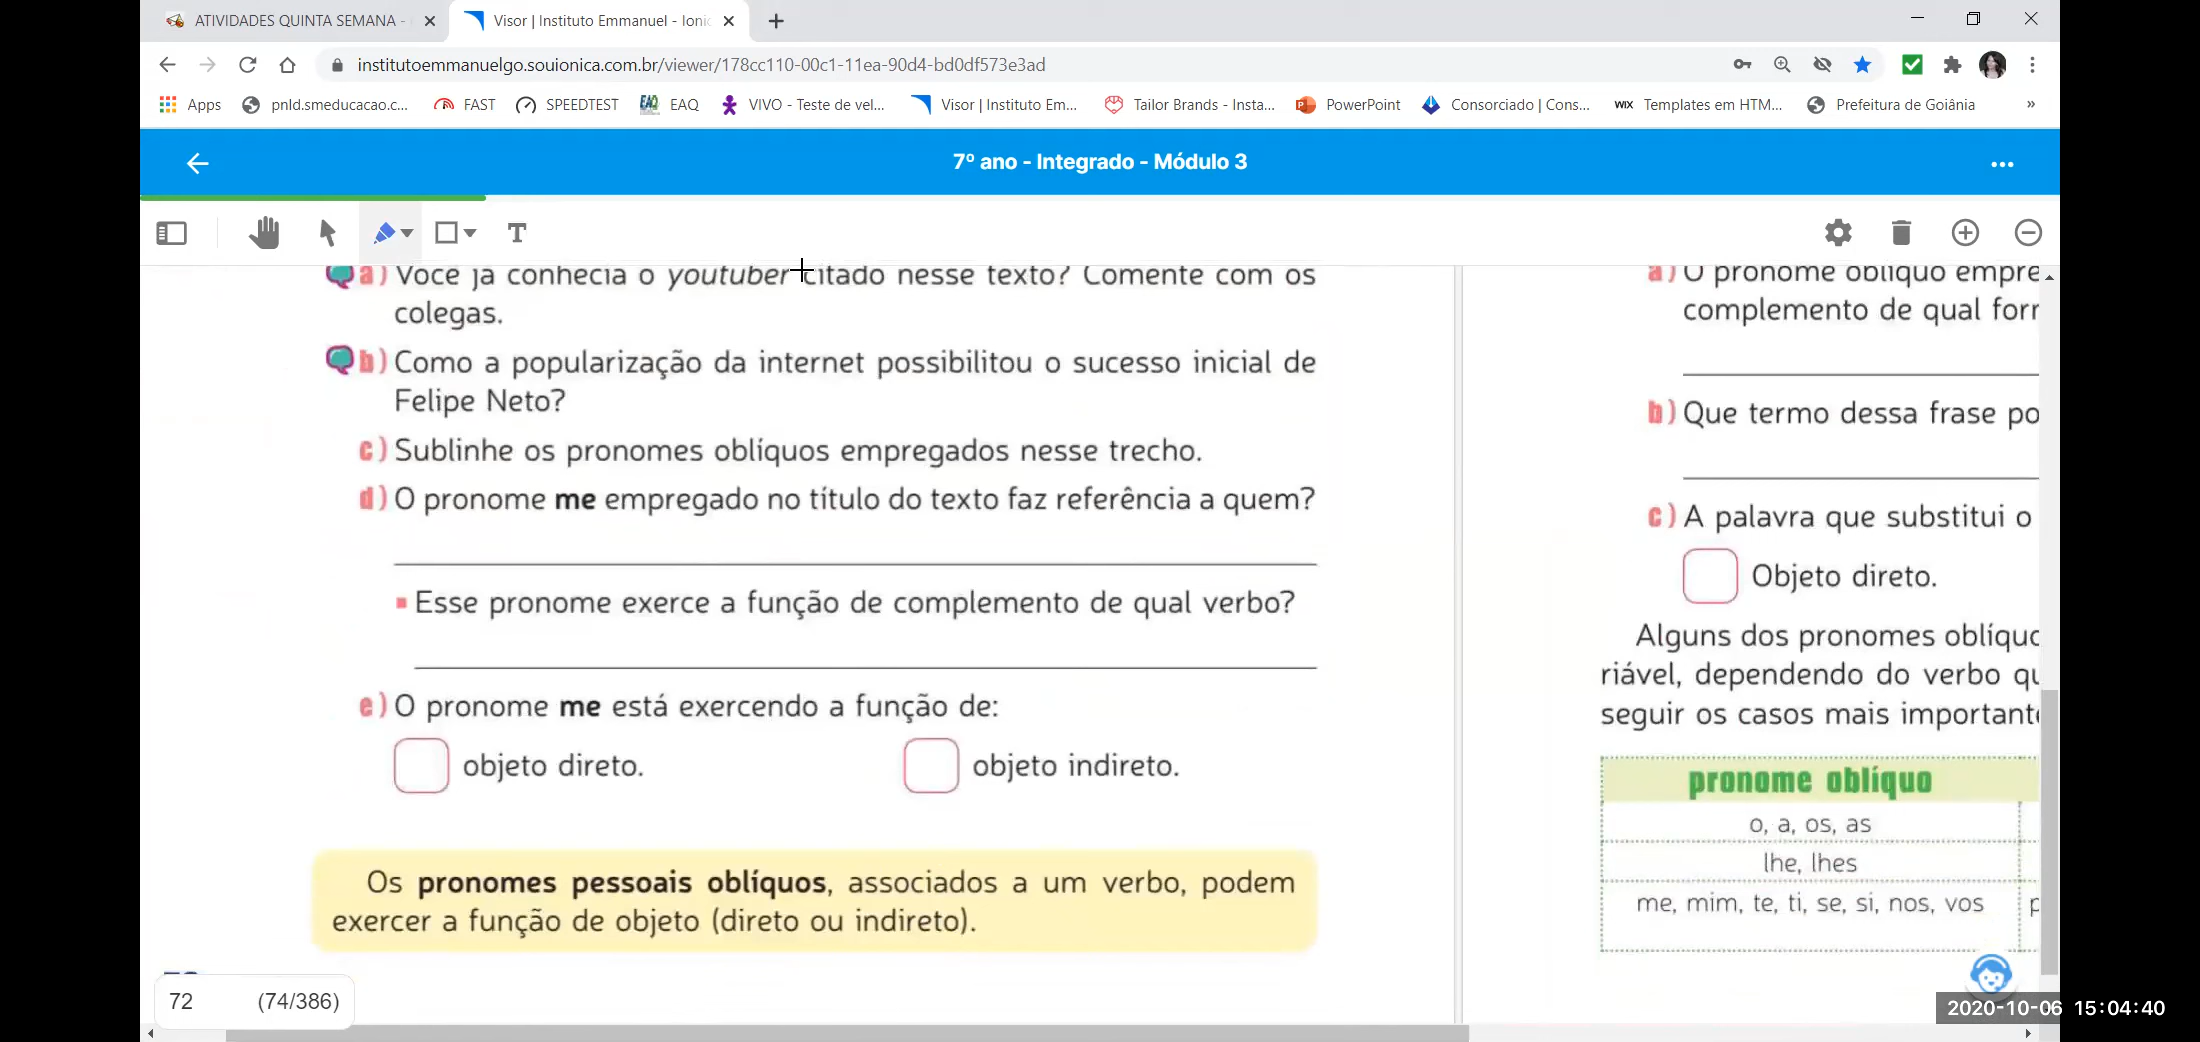 ATIVIDADES QUINTA SEMANA -
Visor | Instituto Emmanuel - Ionic
institutoemmanuelgo.souionica.com.br/viewer/178cc110-00c1-11ea-90d4-bd0df573e3ad
Apps
pnld.smeducacao.c...
FAST
SPEEDTEST
EAQ
EAQ
VIVO - Teste de vel...
Visor | Instituto Em...
Tailor Brands - Insta...
PowerPoint
Consorciado | Cons...
WIX
Templates em HTM...
Prefeitura de Goiânia
»
7º ano - Integrado - Módulo 3
T
a) Você já conhecia o youtuber citado nesse texto? Comente com os
colegas.
b) Como a popularização da internet possibilitou o sucesso inicial de
Felipe Neto?
c) Sublinhe os pronomes oblíquos empregados nesse trecho.
d) O pronome me empregado no título do texto faz referência a quem?
Esse pronome exerce a função de complemento de qual verbo?
e) O pronome me está exercendo a função de:
objeto direto.
objeto indireto.
Os pronomes pessoais oblíquos, associados a um verbo, podem
exercer a função de objeto (direto ou indireto).
72 (74/386)
a) O pronome oblíquo empre
complemento de qual
b) Que termo dessa frase po
c) A palavra que substitui o
Objeto direto.
Alguns dos pronomes
riável, dependendo do verbo
seguir os casos mais
pronome oblíquo
o, a, os, as
lhe, lhes
me, mim, te, ti, se, si, nos, vos
2020-10-06 15:04:40